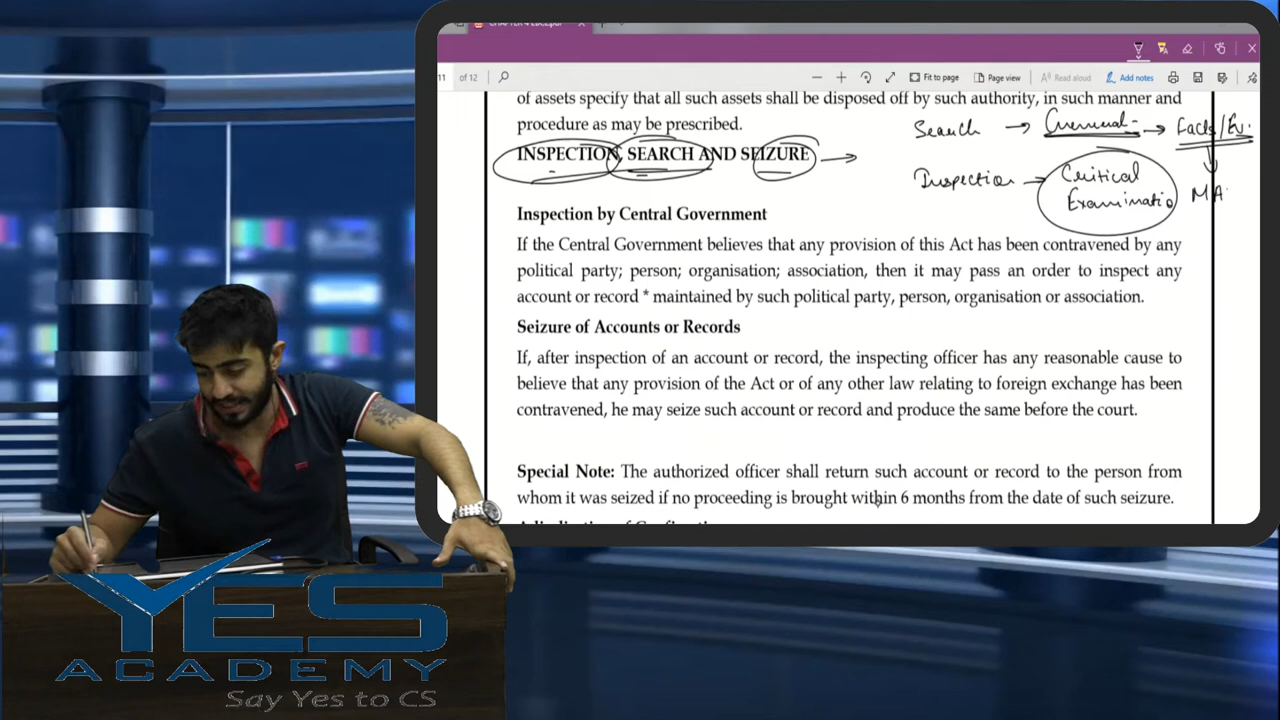 11 of 12
Fit to page
Page view
Read aloud
Add notes
of assets specify that all such assets shall be disposed off by such authority, in such manner and
procedure as may be prescribed.
Search → General → Facts/Ev.
INSPECTION, SEARCH AND SEIZURE →
Inspection → Critical
Examinatio
MA
Inspection by Central Government
If the Central Government believes that any provision of this Act has been contravened by any
political party; person; organisation; association, then it may pass an order to inspect any
account or record * maintained by such political party, person, organisation or association.
Seizure of Accounts or Records
If, after inspection of an account or record, the inspecting officer has any reasonable cause to
believe that any provision of the Act or of any other law relating to foreign exchange has been
contravened, he may seize such account or record and produce the same before the court.
Special Note: The authorized officer shall return such account or record to the person from
whom it was seized if no proceeding is brought within 6 months from the date of such seizure.
YES
ACADEMY
Say Yes to CS